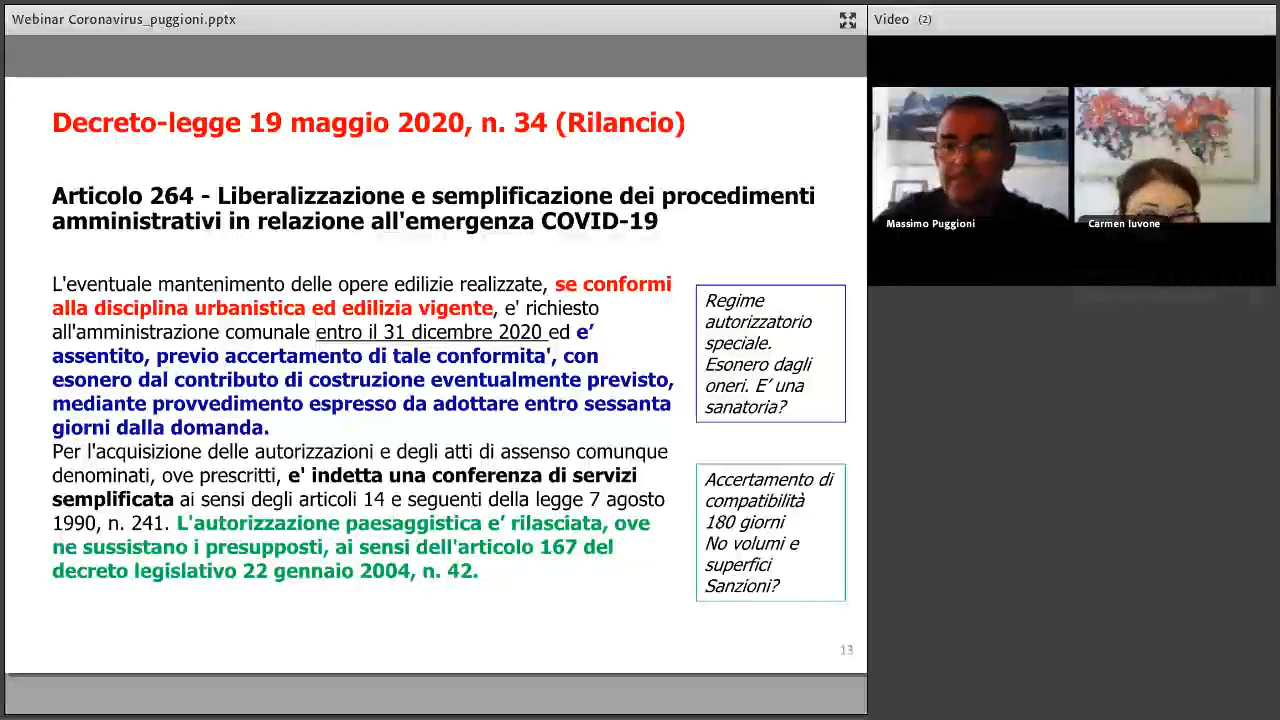 Webinar Coronavirus_puggioni.pptx
Video (2)
Decreto-legge 19 maggio 2020, n. 34 (Rilancio)
Articolo 264 - Liberalizzazione e semplificazione dei procedimenti
amministrativi in relazione all'emergenza COVID-19
L'eventuale mantenimento delle opere edilizie realizzate, se conformi
alla disciplina urbanistica ed edilizia vigente, e' richiesto
all'amministrazione comunale entro il 31 dicembre 2020 ed e’
assentito, previo accertamento di tale conformita', con
esonero dal contributo di costruzione eventualmente previsto,
mediante provvedimento espresso da adottare entro sessanta
giorni dalla domanda.
Per l'acquisizione delle autorizzazioni e degli atti di assenso comunque
denominati, ove prescritti, e' indetta una conferenza di servizi
semplificata ai sensi degli articoli 14 e seguenti della legge 7 agosto
1990, n. 241. L'autorizzazione paesaggistica e’ rilasciata, ove
ne sussistano i presupposti, ai sensi dell'articolo 167 del
decreto legislativo 22 gennaio 2004, n. 42.
Regime
autorizzatorio
speciale.
Esonero dagli
oneri. E’ una
sanatoria?
Accertamento di
compatibilità
180 giorni
No volumi e
superfici
Sanzioni?
13
Massimo Puggioni
Carmen Iuvone